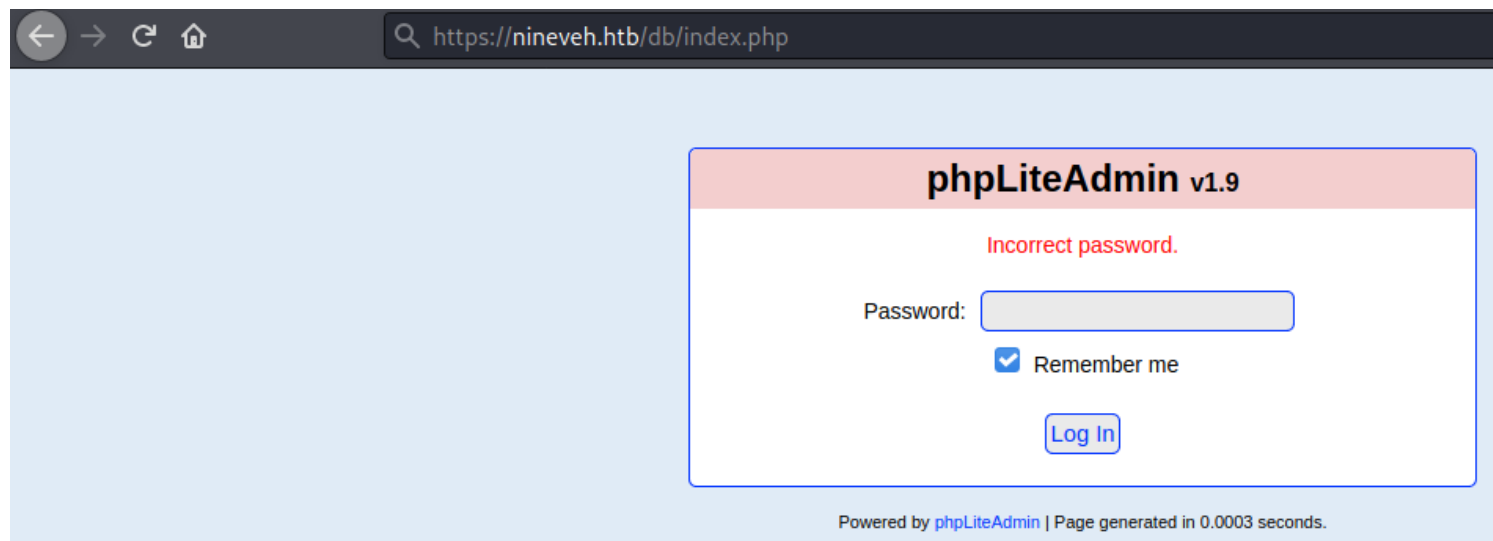 https://nineveh.htb/db/index.php
phpLiteAdmin v1.9
Incorrect password.
Password:
Remember me
Log In
Powered by phpLiteAdmin | Page generated in 0.0003 seconds.